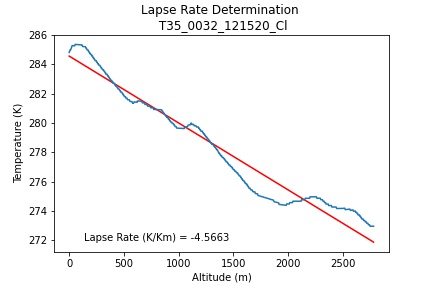 Lapse Rate Determination
T35_0032_121520_Cl
Temperature (K)
286
284
282
280
278
276
274
272
Lapse Rate (K/Km) = -4.5663
0 500 1000 1500 2000 2500
Altitude (m)